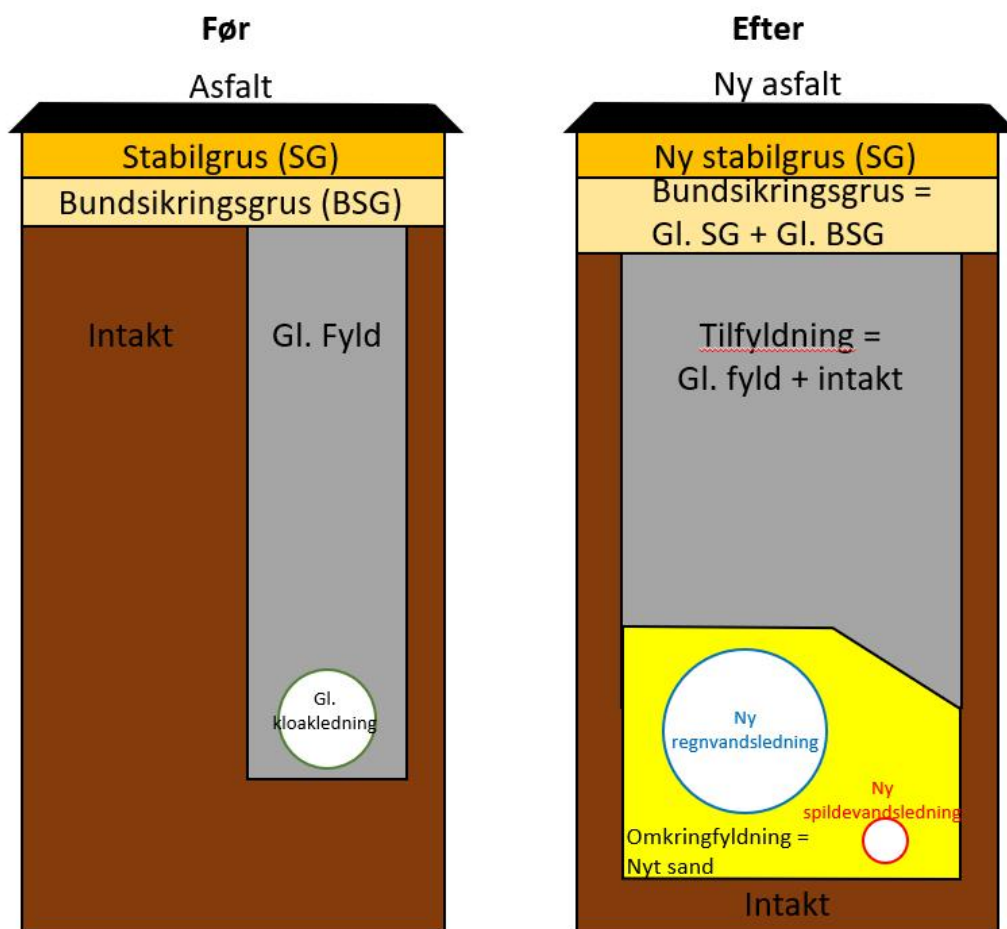 Før
Asfalt
Stabilgrus (SG)
Bundsikringsgrus (BSG)
Intakt
Gl. Fyld
Gl.
kloakledning
Efter
Ny asfalt
Ny stabilgrus (SG)
Bundsikringsgrus =
Gl. SG + Gl. BSG
Tilfyldning =
Gl. fyld + intakt
Ny
regnvandsledning
Ny
spildevandsledning
Omkringfyldning =
Nyt sand
Intakt